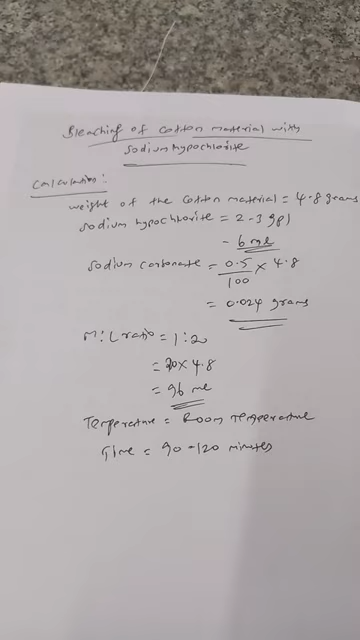 Bleaching of Cotton material with
Sodium hypochlorite
Calculation:
Weight of the Cotton material = 4.8 grams
Sodium hypochlorite = 2-3 gpl
= 6 ml
Sodium carbonate = 0.5/100 × 4.8
= 0.024 grams
M:L ratio = 1:20
= 20 × 4.8
= 96 ml
Temperature = Room Temperature
Time = 90-120 minutes